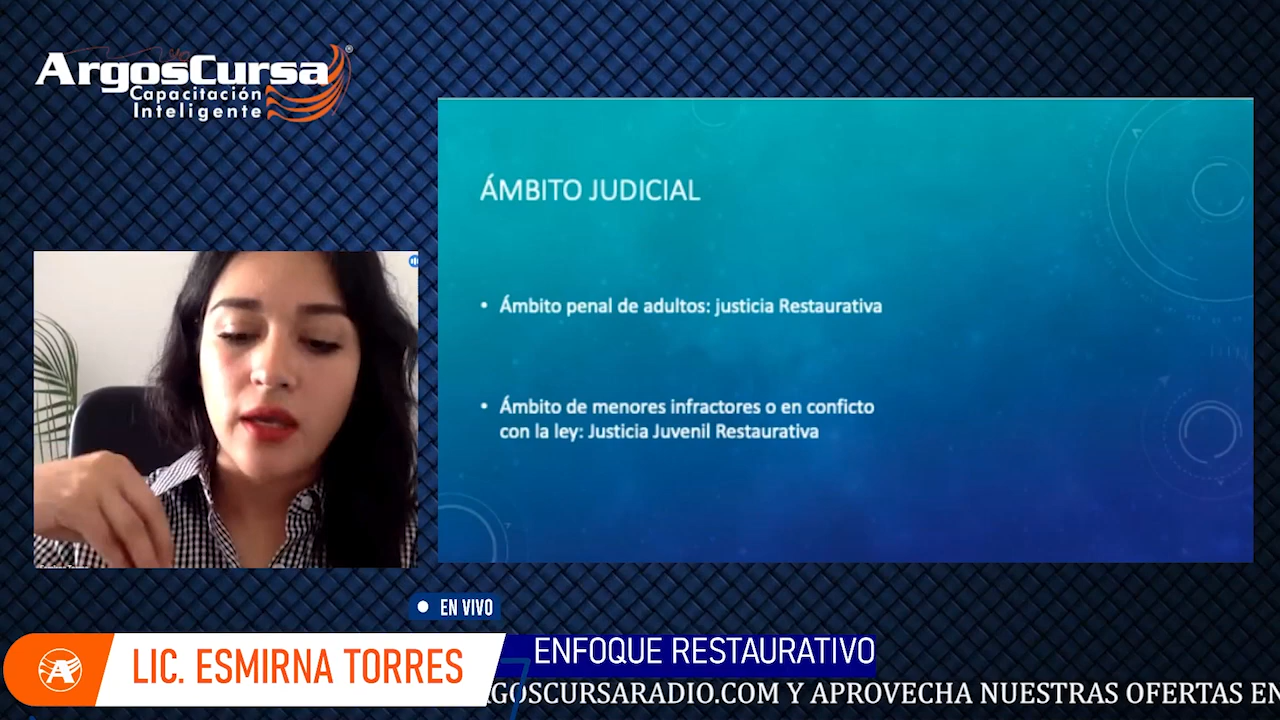 ArgosCursa®
Capacitación
Inteligente
ÁMBITO JUDICIAL
• Ámbito penal de adultos: justicia Restaurativa
• Ámbito de menores infractores o en conficto
con la ley: Justicia Juvenil Restaurativa
EN VIVO
LIC. ESMIRNA TORRES
ENFOQUE RESTAURATIVO
GOSCURSARADIO.COM Y APROVECHA NUESTRAS OFERTAS EN